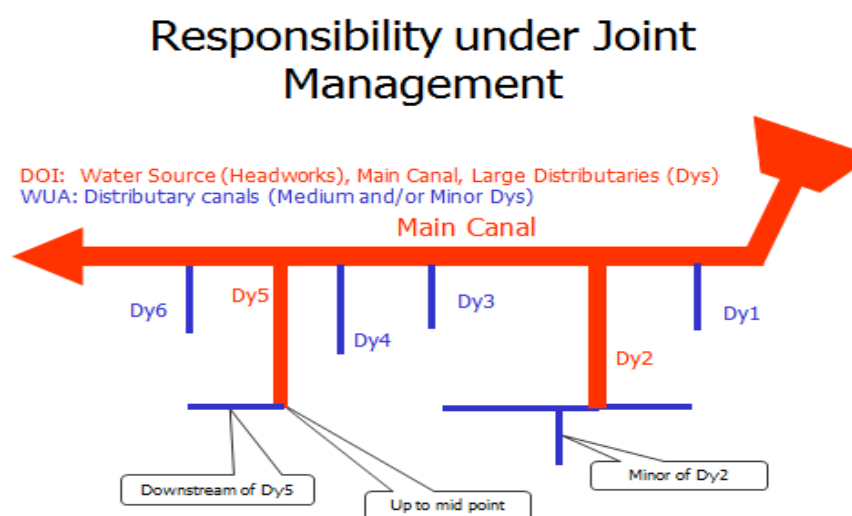 Responsibility under Joint
Management
DOI: Water Source (Headworks), Main Canal, Large Distributaries (Dys)
WUA: Distributary canals (Medium and/or Minor Dys)
Main Canal
Dy6
Dy5
Dy4
Dy3
Dy2
Dy1
Downstream of Dy5
Up to mid point
Minor of Dy2